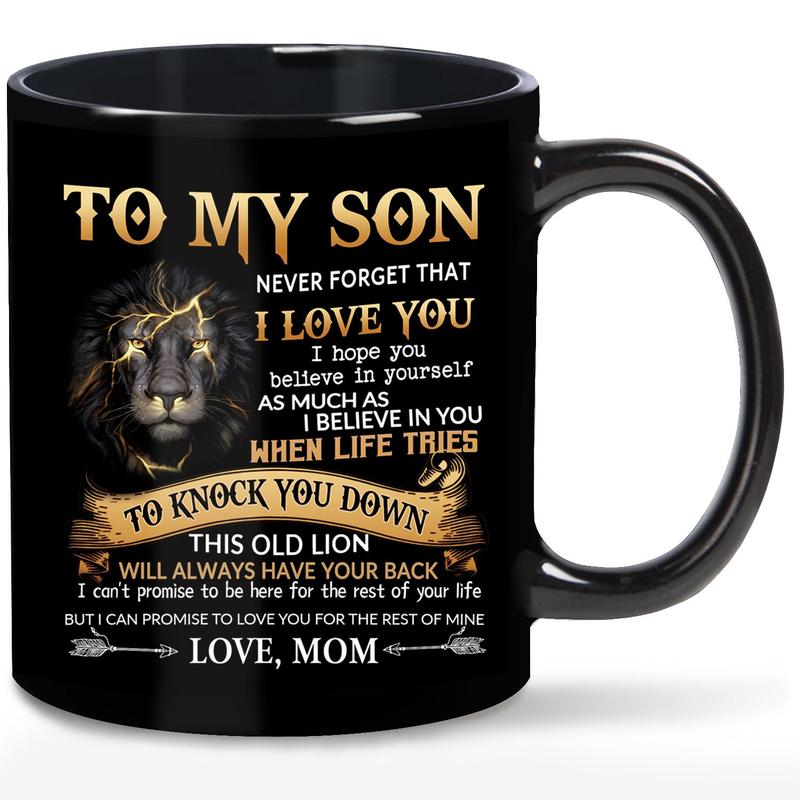 TO MY SON
NEVER FORGET THAT
I LOVE YOU
I hope you
believe in yourself
AS MUCH AS
I BELIEVE IN YOU
WHEN LIFE TRIES
TO KNOCK YOU DOWN
THIS OLD LION
WILL ALWAYS HAVE YOUR BACK
I can't promise to be here for the rest of your life
BUT I CAN PROMISE TO LOVE YOU FOR THE REST OF MINE
LOVE, MOM